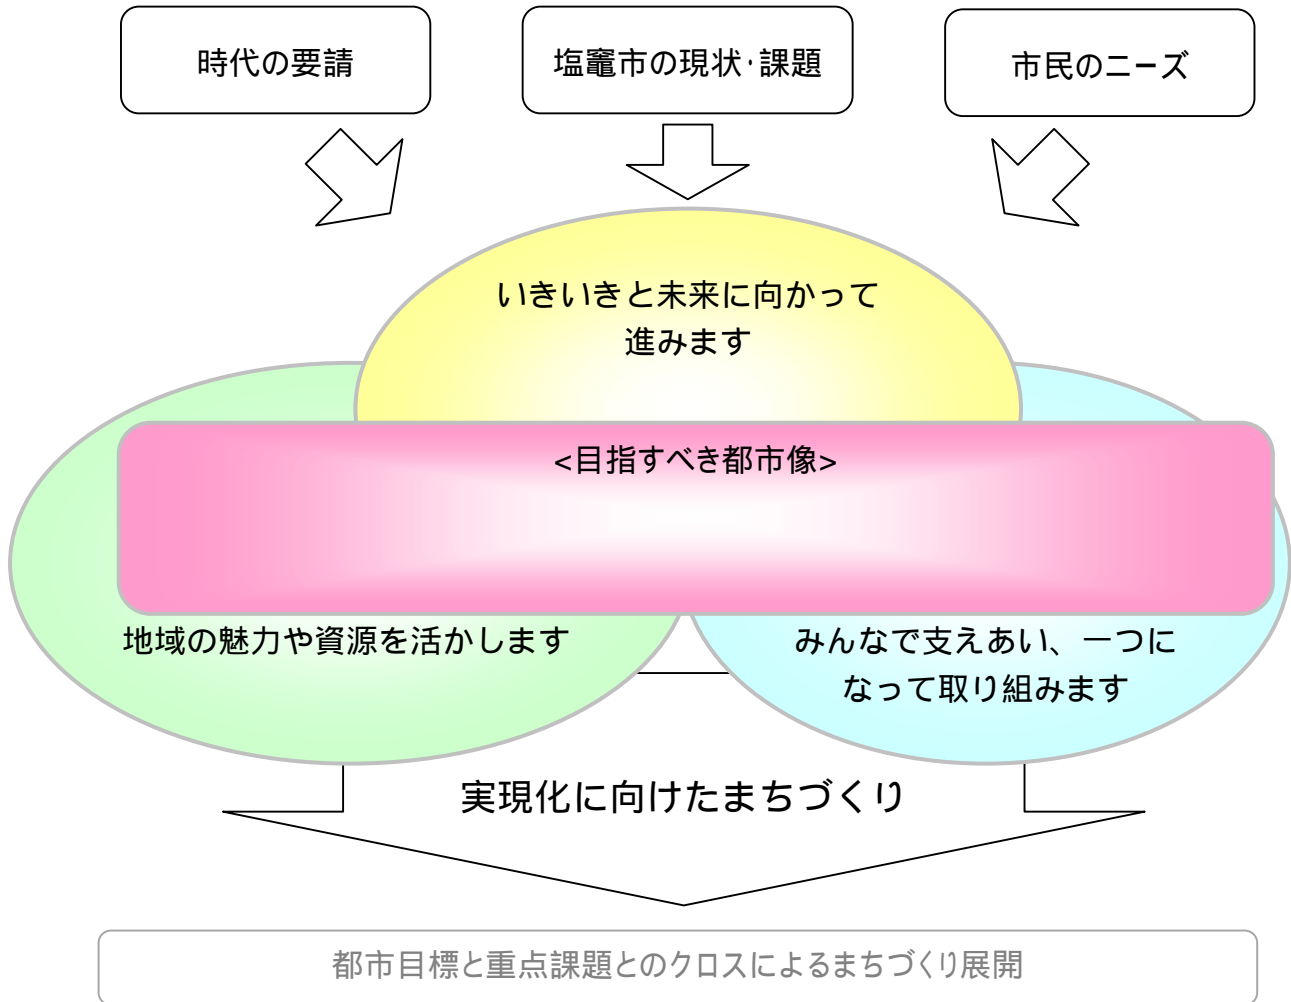 時代の要請
塩竈市の現状・課題
市民のニーズ
いきいきと未来に向かって
進みます
<目指すべき都市像>
地域の魅力や資源を活かします
みんなで支えあい、一つに
なって取り組みます
実現化に向けたまちづくり
都市目標と重点課題とのクロスによるまちづくり展開